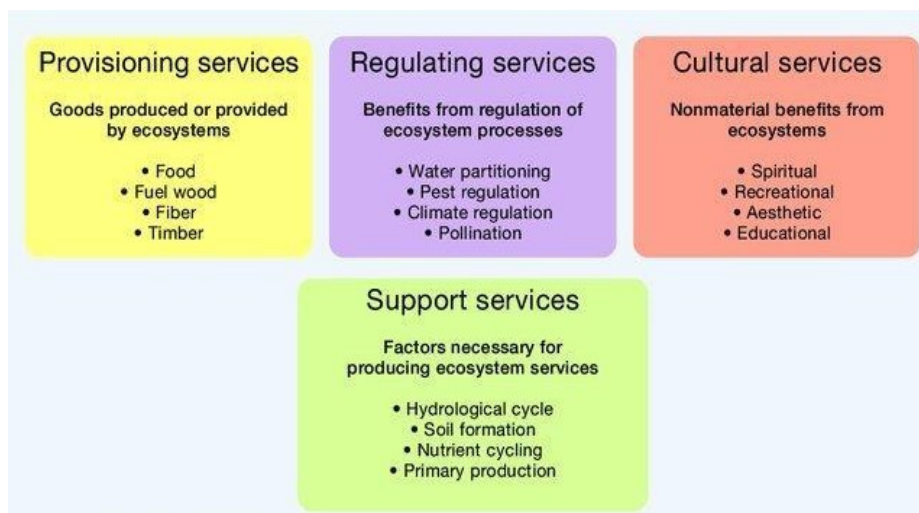 Provisioning services
Goods produced or provided
by ecosystems
• Food
• Fuel wood
• Fiber
• Timber
Regulating services
Benefits from regulation of
ecosystem processes
• Water partitioning
• Pest regulation
• Climate regulation
• Pollination
Cultural services
Nonmaterial benefits from
ecosystems
• Spiritual
• Recreational
• Aesthetic
• Educational
Support services
Factors necessary for
producing ecosystem services
• Hydrological cycle
• Soil formation
• Nutrient cycling
• Primary production